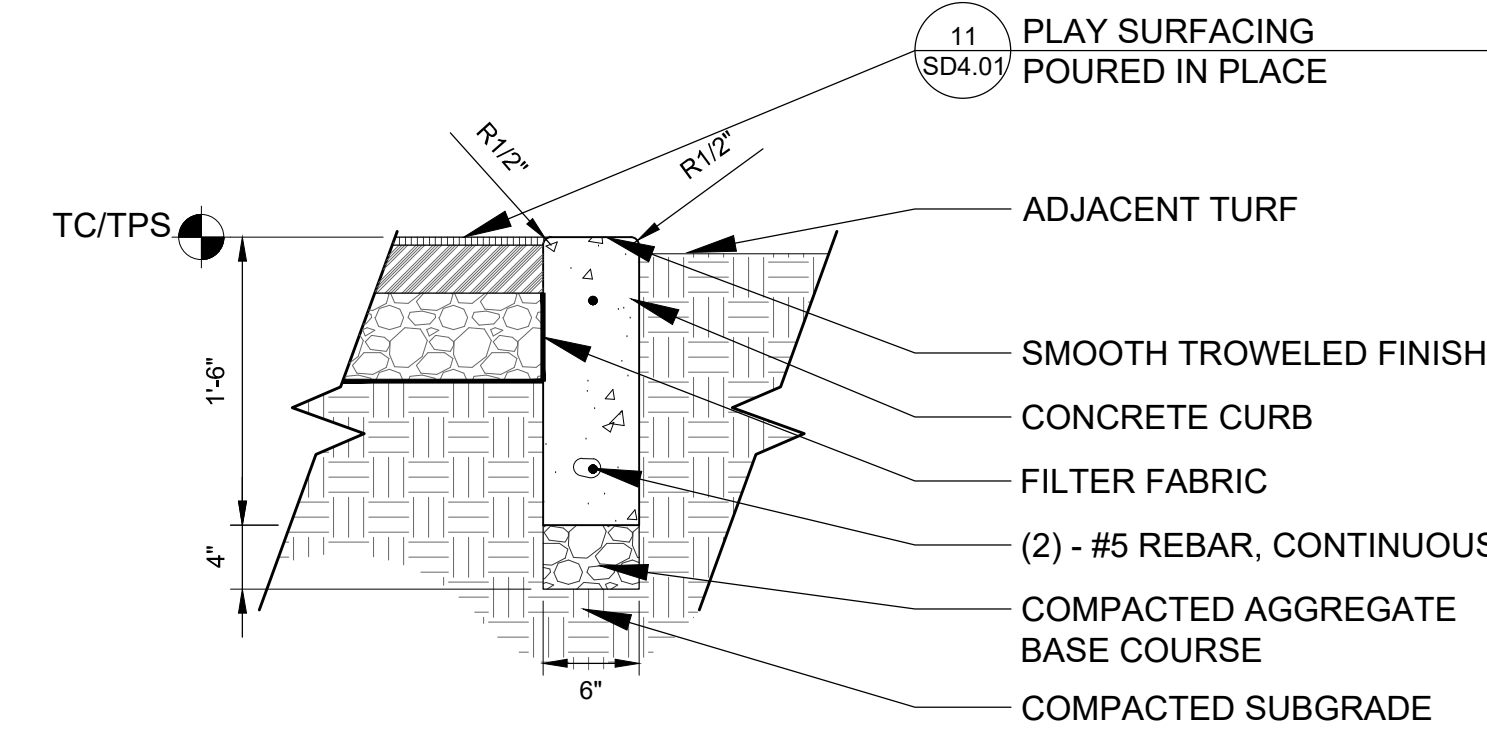 11
SD4.01
PLAY SURFACING
POURED IN PLACE
R1/2"
R1/2"
TC/TPS
ADJACENT TURF
1'-6"
SMOOTH TROWELED FINISH
CONCRETE CURB
FILTER FABRIC
(2) - #5 REBAR, CONTINUOUS
4"
COMPACTED AGGREGATE
BASE COURSE
6"
COMPACTED SUBGRADE